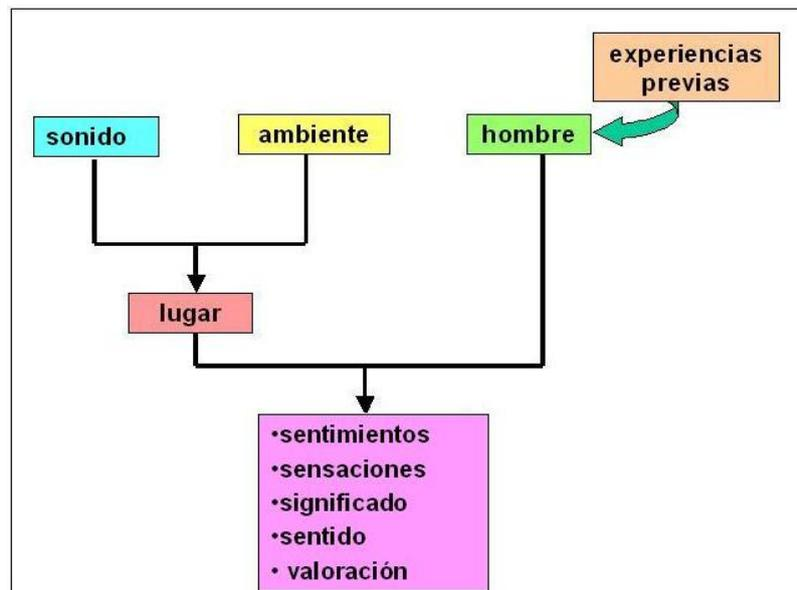 experiencias
previas
sonido
ambiente
hombre
lugar
•sentimientos
•sensaciones
•significado
•sentido
• valoración